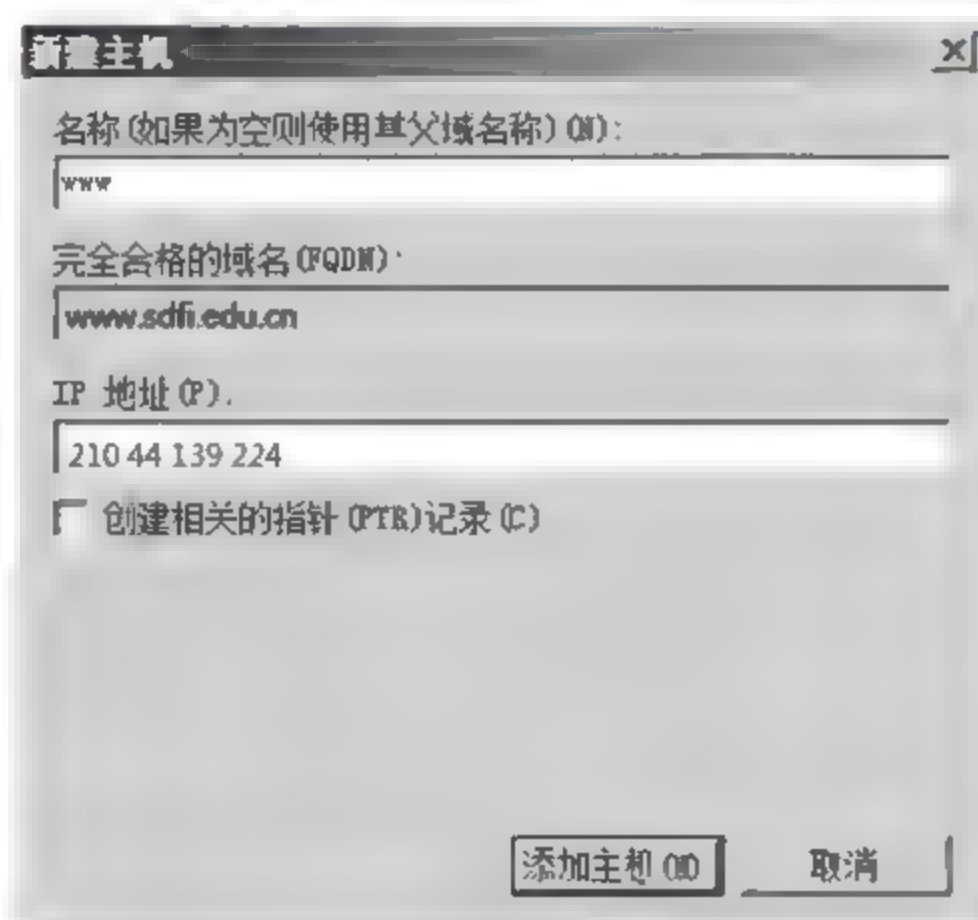 新建主机
名称(如果为空则使用其父域名称)(N):
www
完全合格的域名(FQDN):
www.sdfi.edu.cn
IP 地址(P):
210 44 139 224
创建相关的指针(PTR)记录(C)
添加主机(H) 取消